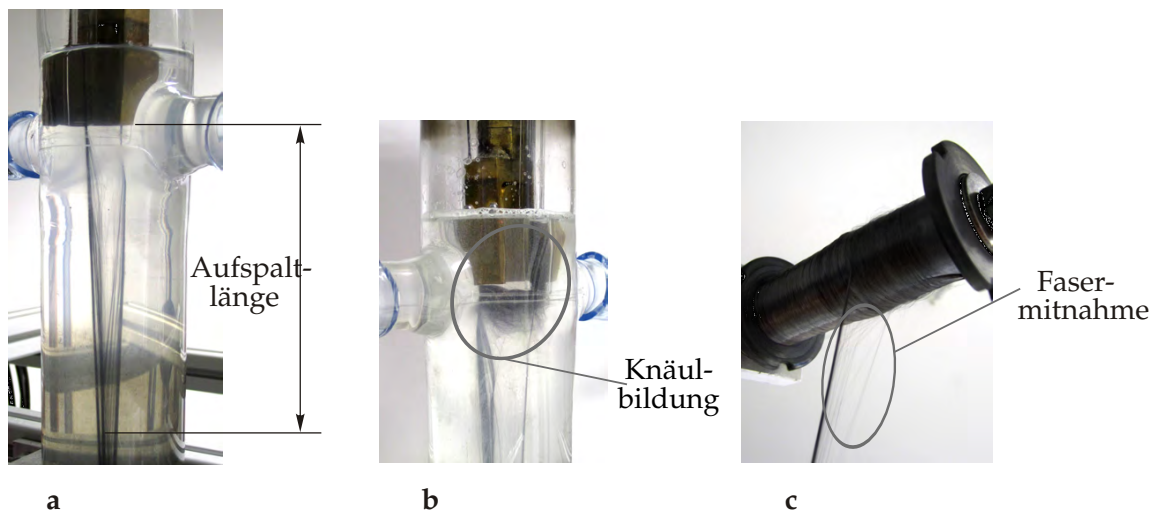 Aufspalt-
länge
Knäul-
bildung
Faser-
mitnahme
a
b
c